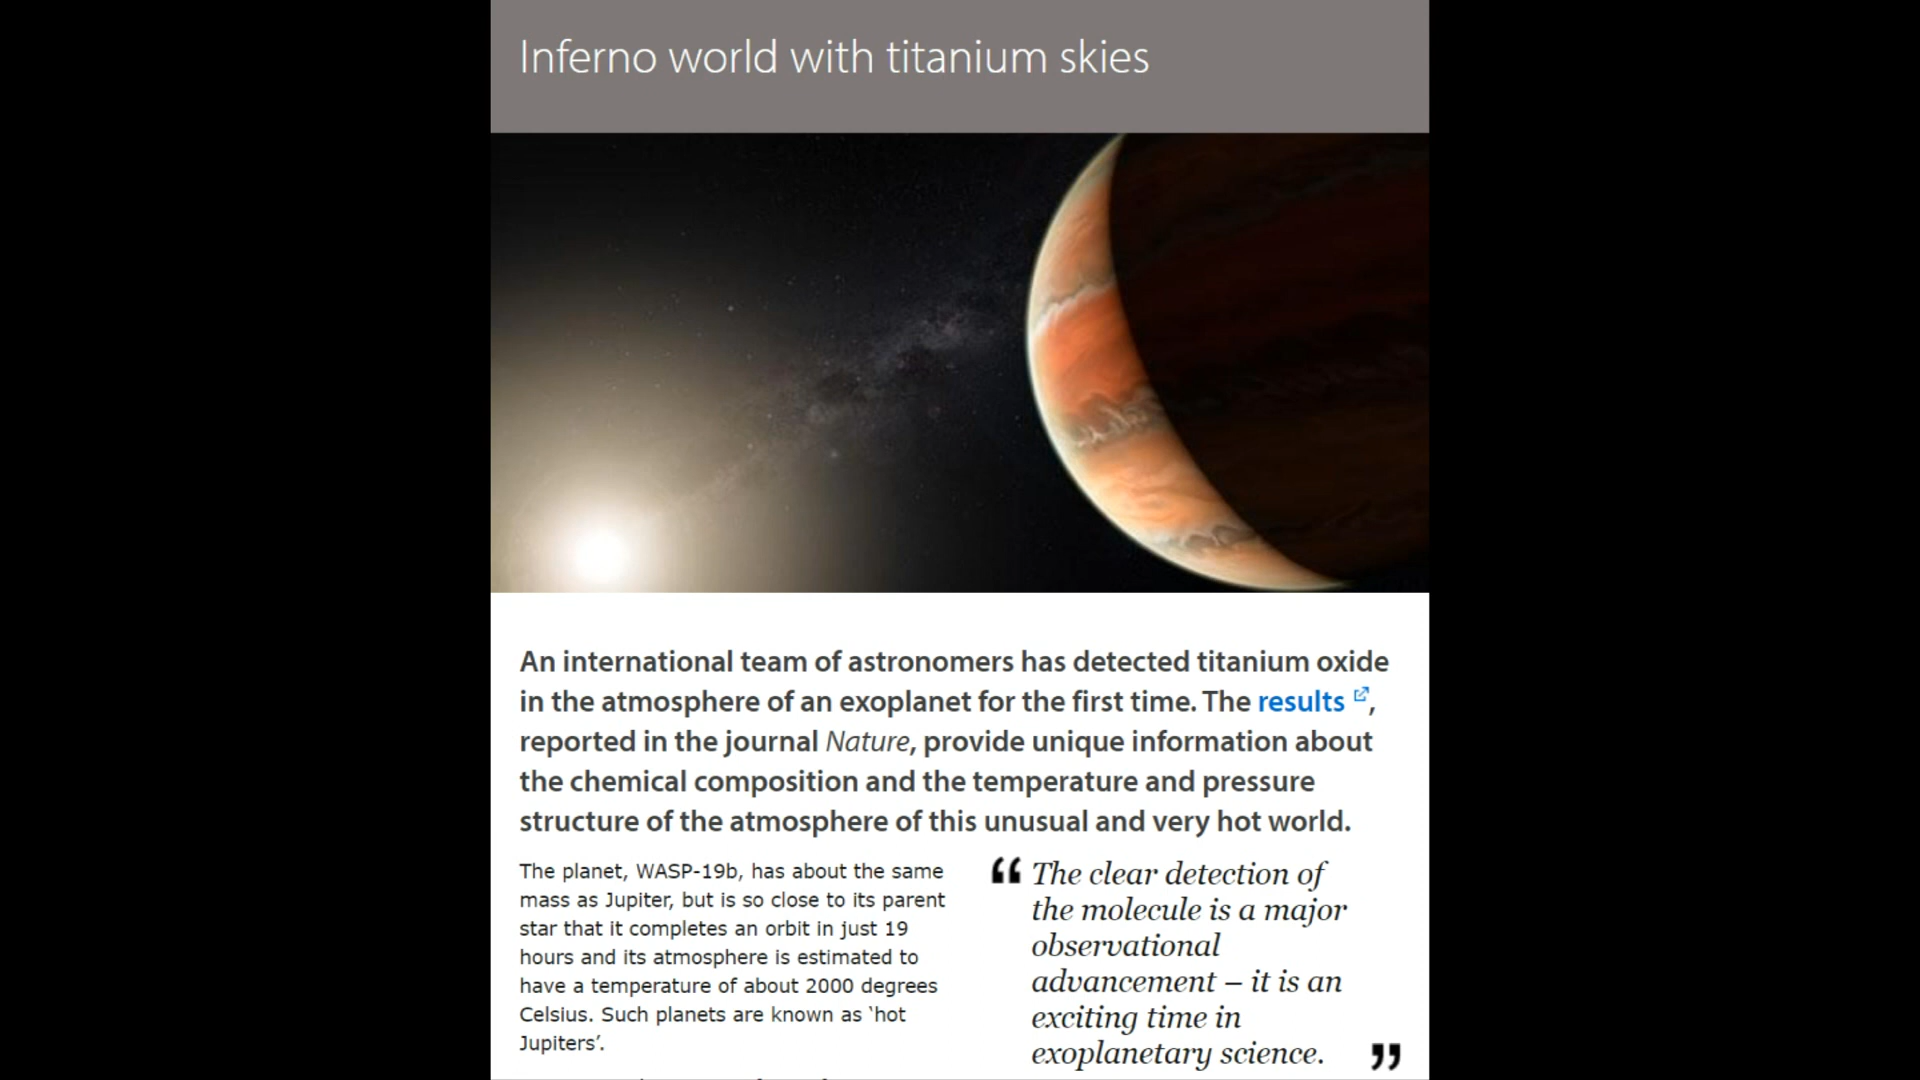 Inferno world with titanium skies
An international team of astronomers has detected titanium oxide
in the atmosphere of an exoplanet for the first time. The results,
reported in the journal Nature, provide unique information about
the chemical composition and the temperature and pressure
structure of the atmosphere of this unusual and very hot world.
The planet, WASP-19b, has about the same
mass as Jupiter, but is so close to its parent
star that it completes an orbit in just 19
hours and its atmosphere is estimated to
have a temperature of about 2000 degrees
Celsius. Such planets are known as ‘hot
Jupiters’.
“ The clear detection of
the molecule is a major
observational
advancement – it is an
exciting time in
exoplanetary science. ”